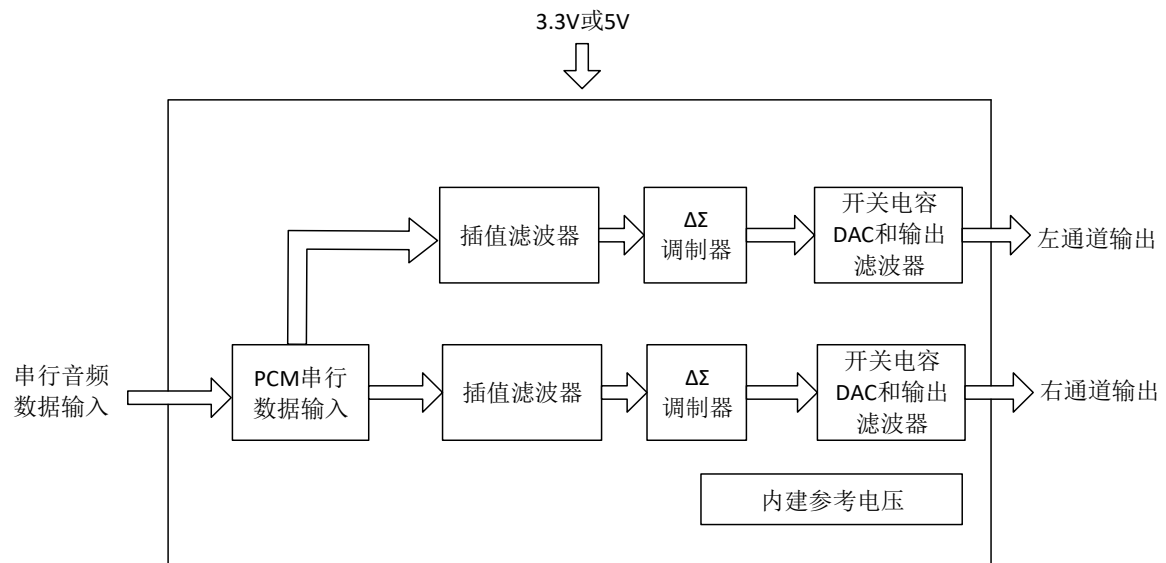 3.3V或5V
插值滤波器
ΔΣ
调制器
开关电容
DAC和输出
滤波器
左通道输出
串行音频
数据输入
PCM串行
数据输入
插值滤波器
ΔΣ
调制器
开关电容
DAC和输出
滤波器
右通道输出
内建参考电压